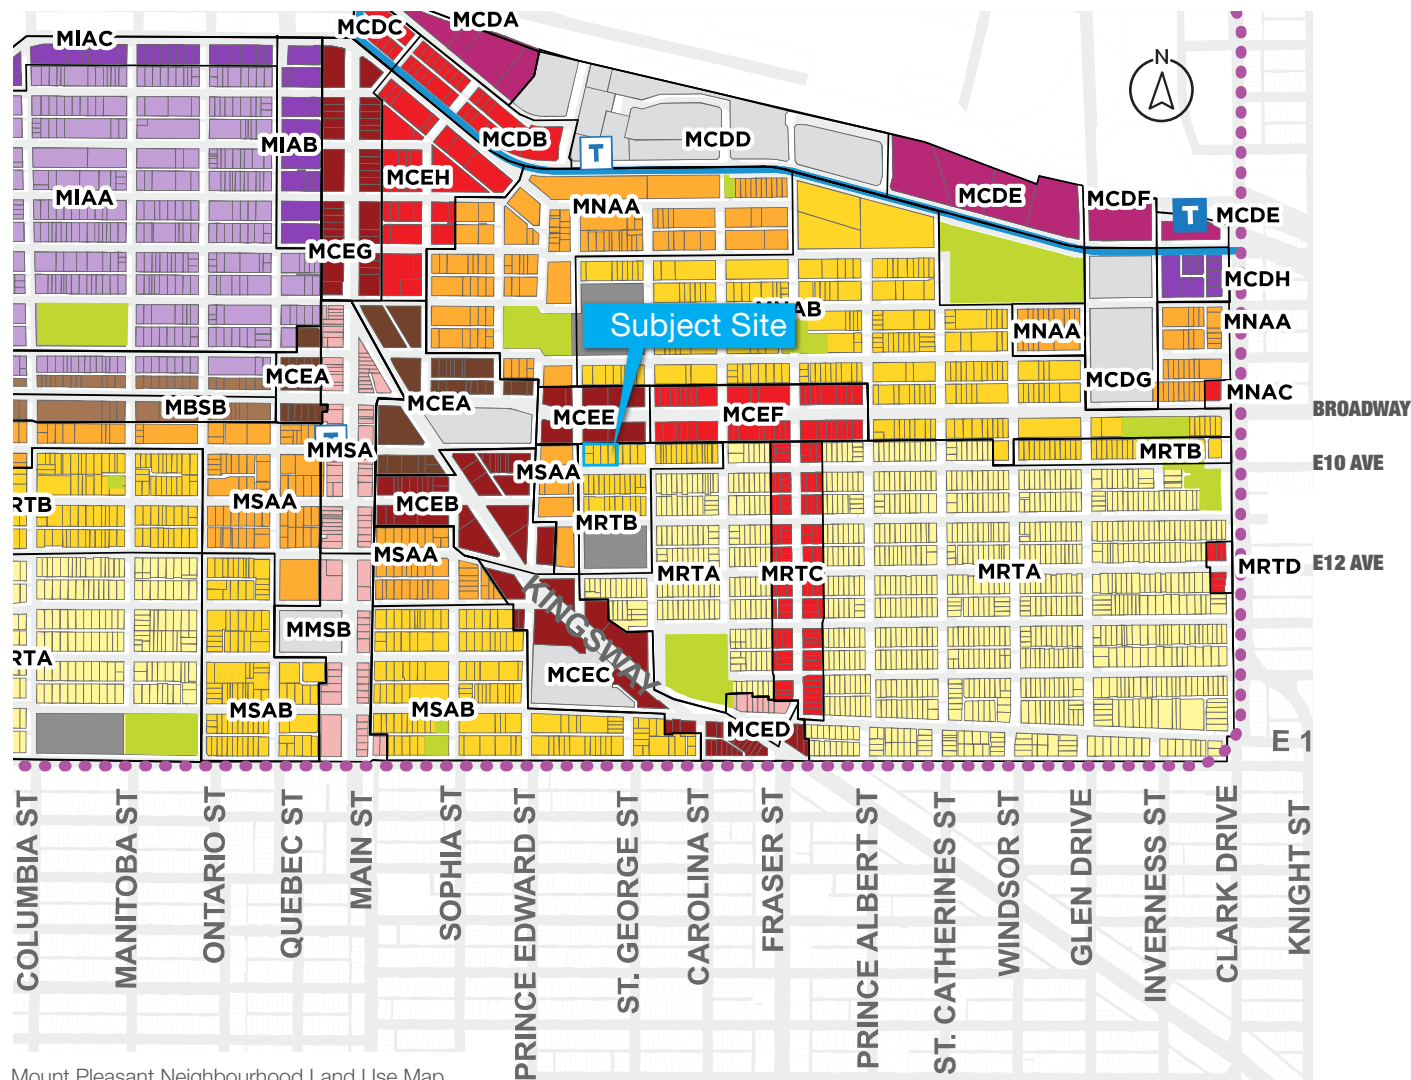 MCDA
MCDC
MIAC
N
MCDB
MCDD
MIAB
T
MCEH
MIAA
MNAA
MCDE
MCDF
T
MCDE
MCEG
MCDH
AB
Subject Site
MNAA
MNAA
MCEA
MCDG
MNAC
MCEA
MBSB
MCEE
MCEF
BROADWAY
MMSA
MRTB
E10 AVE
MSAA
RTB
MSAA
MCEB
MRTB
MSAA
E12 AVE
MRTA
MRTC
MRTA
MRTD
KINGSWAY
MMSB
RTA
MCEC
MSAB
MSAB
MCED
E 1
COLUMBIA ST
MANITOBA ST
ONTARIO ST
QUEBEC ST
MAIN ST
SOPHIA ST
PRINCE EDWARD ST
ST. GEORGE ST
CAROLINA ST
FRASER ST
PRINCE ALBERT ST
ST. CATHERINES ST
WINDSOR ST
GLEN DRIVE
INVERNESS ST
CLARK DRIVE
KNIGHT ST
Mount Pleasant Neighbourhood Land Use Map